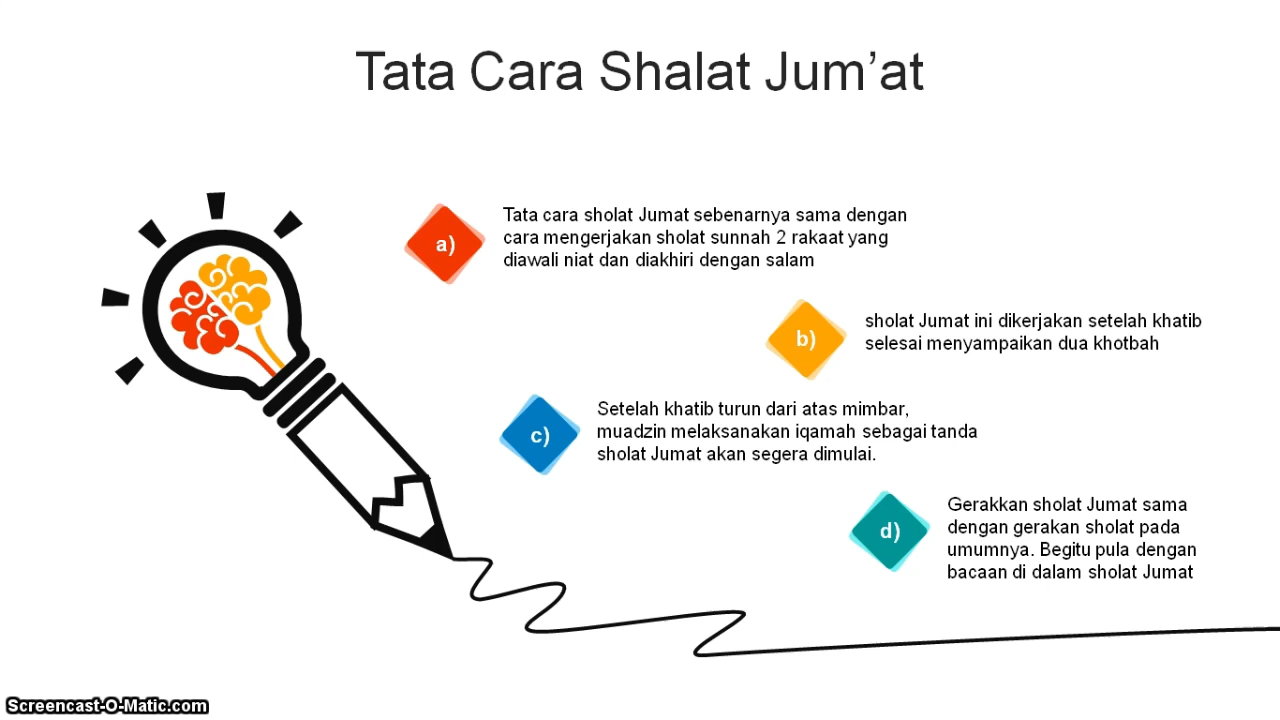 Tata Cara Shalat Jum’at
a)
Tata cara sholat Jumat sebenarnya sama dengan
cara mengerjakan sholat sunnah 2 rakaat yang
diawali niat dan diakhiri dengan salam
b)
sholat Jumat ini dikerjakan setelah khatib
selesai menyampaikan dua khotbah
c)
Setelah khatib turun dari atas mimbar,
muadzin melaksanakan iqamah sebagai tanda
sholat Jumat akan segera dimulai.
d)
Gerakkan sholat Jumat sama
dengan gerakan sholat pada
umumnya. Begitu pula dengan
bacaan di dalam sholat Jumat
Screencast-O-Matic.com